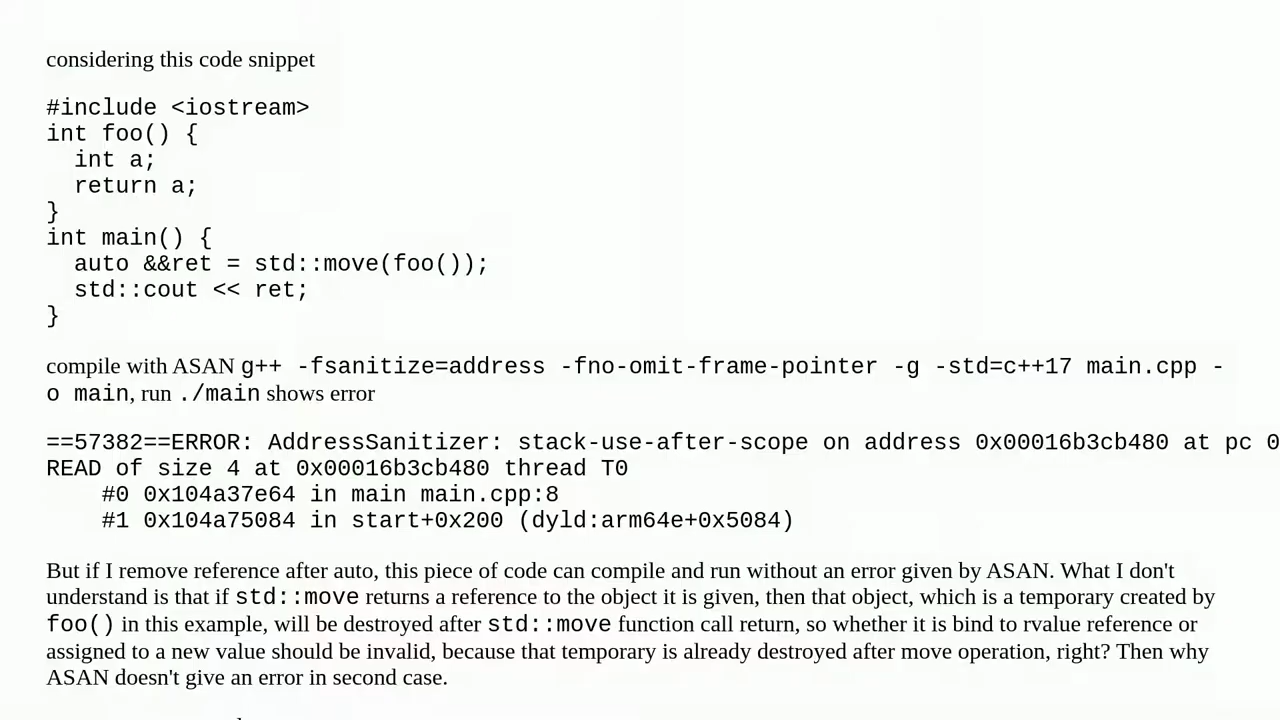 considering this code snippet
#include <iostream>
int foo() {
  int a;
  return a;
}
int main() {
  auto &&ret = std::move(foo());
  std::cout << ret;
}
compile with ASAN g++ -fsanitize=address -fno-omit-frame-pointer -g -std=c++17 main.cpp -
o main, run ./main shows error
==57382==ERROR: AddressSanitizer: stack-use-after-scope on address 0x00016b3cb480 at pc 0
READ of size 4 at 0x00016b3cb480 thread T0
    #0 0x104a37e64 in main main.cpp:8
    #1 0x104a75084 in start+0x200 (dyld:arm64e+0x5084)
But if I remove reference after auto, this piece of code can compile and run without an error given by ASAN. What I don't
understand is that if std::move returns a reference to the object it is given, then that object, which is a temporary created by
foo() in this example, will be destroyed after std::move function call return, so whether it is bind to rvalue reference or
assigned to a new value should be invalid, because that temporary is already destroyed after move operation, right? Then why
ASAN doesn't give an error in second case.